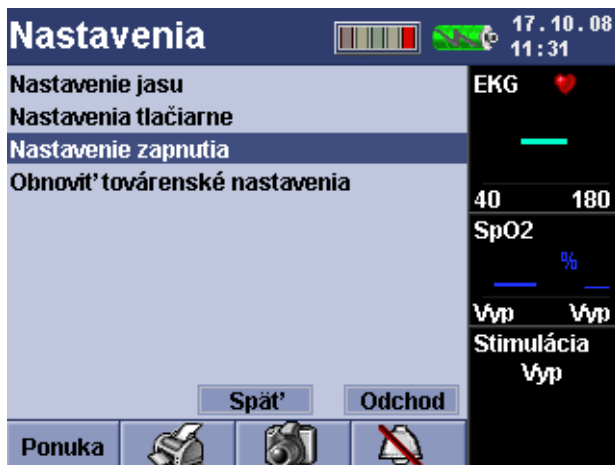 Nastavenia
17.10.08
11:31
Nastavenie jasu
Nastavenia tlačiarne
Nastavenie zapnutia
Obnoviť' továrenské nastavenia
Späť'
Odchod
Ponuka
EKG
40 180
SpO2
%
Vyp Vyp
Stimulácia
Vyp